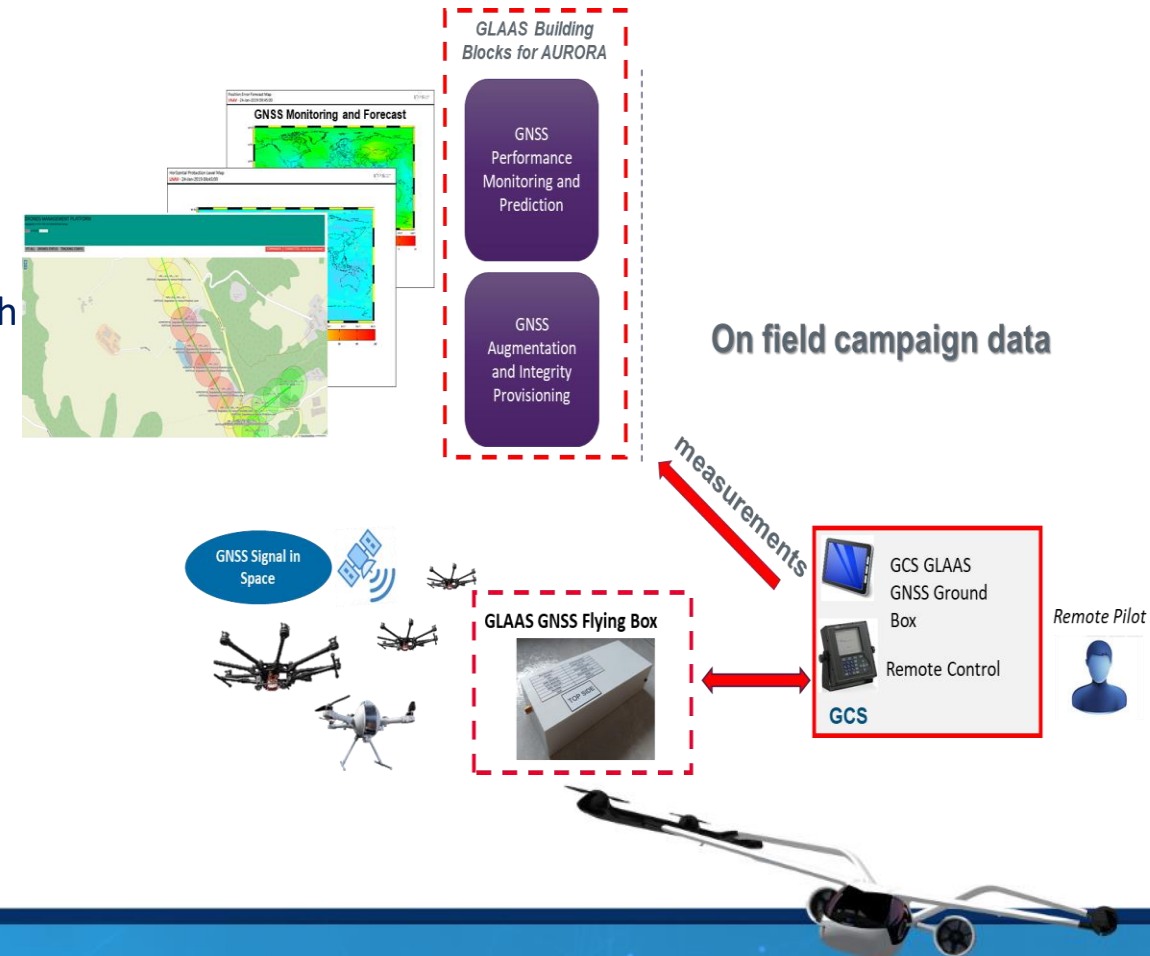 GLAAS Building
Blocks for AURORA
GNSS Monitoring and Forecast
GNSS
Performance
Monitoring and
Prediction
GNSS
Augmentation
and Integrity
Provisioning
h
On field campaign data
measurements
GNSS Signal in
Space
GLAAS GNSS Flying Box
TOP SIDE
GCS GLAAS
GNSS Ground
Box
Remote Control
GCS
Remote Pilot